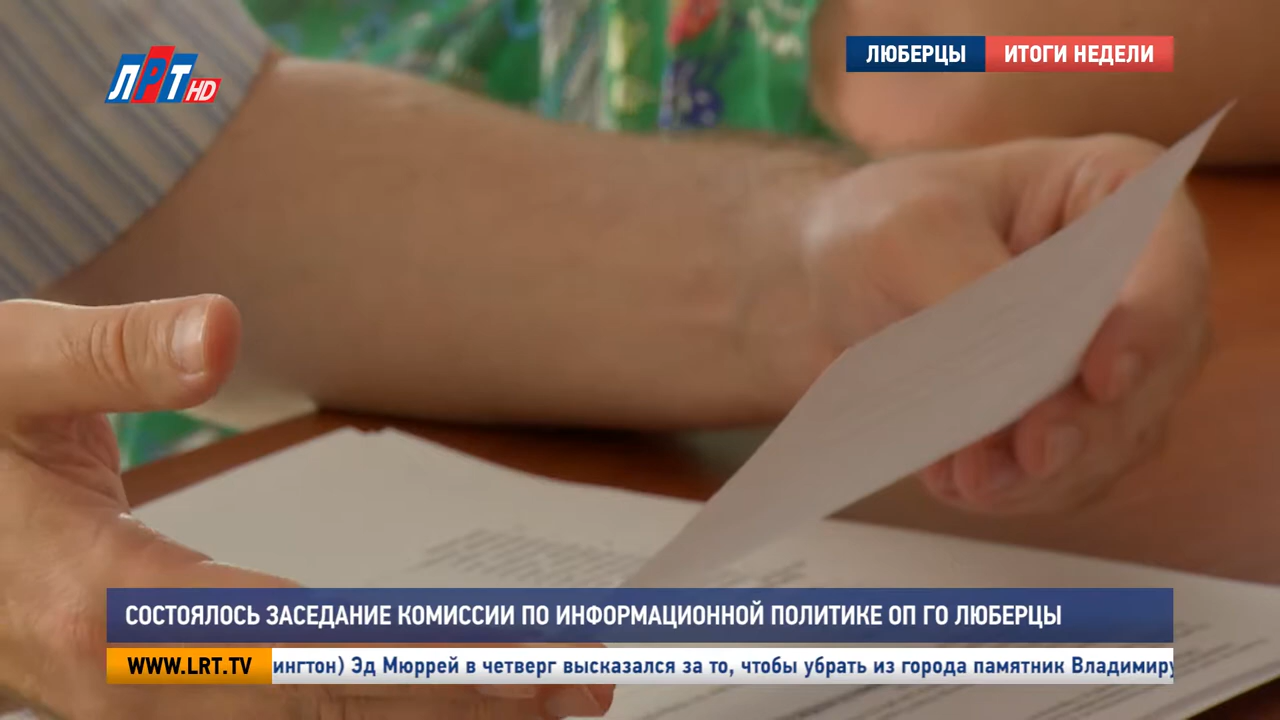 ЛРТ HD
ЛЮБЕРЦЫ ИТОГИ НЕДЕЛИ
СОСТОЯЛОСЬ ЗАСЕДАНИЕ КОМИССИИ ПО ИНФОРМАЦИОННОЙ ПОЛИТИКЕ ОП ГО ЛЮБЕРЦЫ
WWW.LRT.TV ингтон) Эд Мюррей в четверг высказался за то, чтобы убрать из города памятник Владимиру